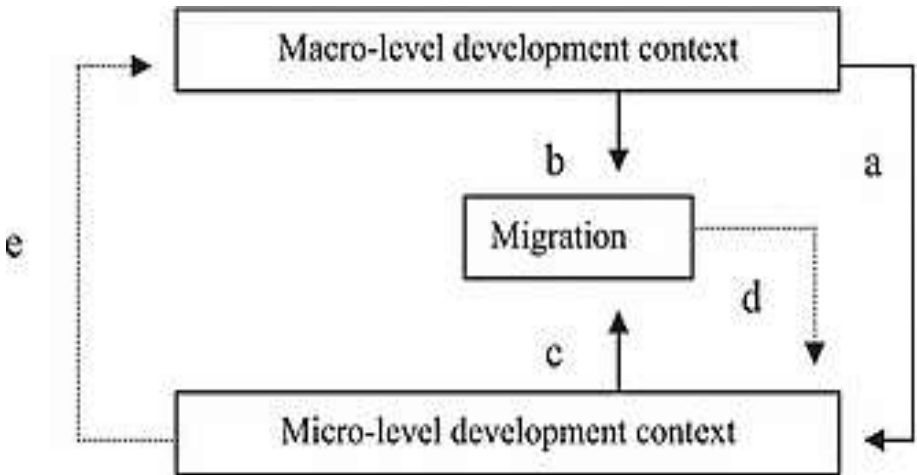 Macro-level development context
b
a
Migration
e
d
c
Micro-level development context